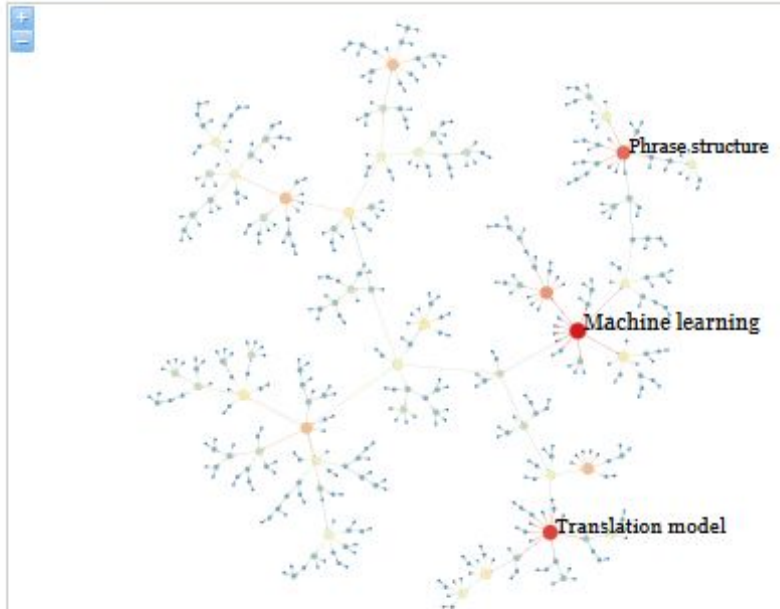 +
−
Phrase structure
Machine learning
Translation model